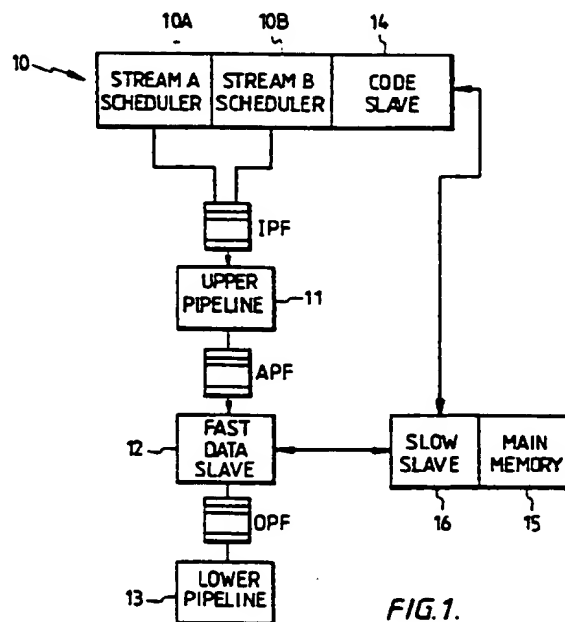 10A 10B 14
10
STREAM A SCHEDULER
STREAM B SCHEDULER
CODE SLAVE
IPF
UPPER PIPELINE
11
APF
12
FAST DATA SLAVE
SLOW SLAVE
MAIN MEMORY
16 15
OPF
13
LOWER PIPELINE
FIG.1.